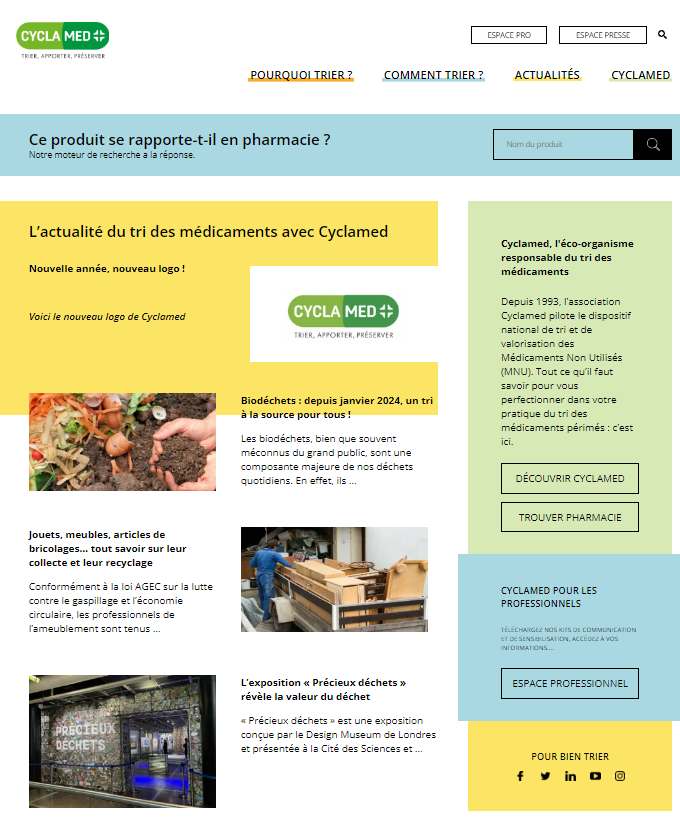 CYCLAMED
TRIER, APPORTER, PRÉSERVER
ESPACE PRO
ESPACE PRESSE
POURQUOI TRIER ?
COMMENT TRIER ?
ACTUALITÉS
CYCLAMED
Ce produit se rapporte-t-il en pharmacie ?
Notre moteur de recherche a la réponse.
Nom du produit
L'actualité du tri des médicaments avec Cyclamed
Nouvelle année, nouveau logo !
Voici le nouveau logo de Cyclamed
CYCLAMED
TRIER, APPORTER, PRÉSERVER
Biodéchets : depuis janvier 2024, un tri
à la source pour tous !
Les biodéchets, bien que souvent
méconnus du grand public, sont une
composante majeure de nos déchets
quotidiens. En effet, ils ...
Jouets, meubles, articles de
bricolages... tout savoir sur leur
collecte et leur recyclage
Conformément à la loi AGEC sur la lutte
contre le gaspillage et l'économie
circulaire, les professionnels de
l'ameublement sont tenus ...
PRÉCIEUX
DÉCHETS
L'exposition « Précieux déchets »
révèle la valeur du déchet
« Précieux déchets » est une exposition
conçue par le Design Museum de Londres
et présentée à la Cité des Sciences et ...
Cyclamed, l'éco-organisme
responsable du tri des
médicaments
Depuis 1993, l'association
Cyclamed pilote le dispositif
national de tri et de
valorisation des
Médicaments Non Utilisés
(MNU). Tout ce qu'il faut
savoir pour vous
perfectionner dans votre
pratique du tri des
médicaments périmés : c'est
ici.
DÉCOUVRIR CYCLAMED
TROUVER PHARMACIE
CYCLAMED POUR LES
PROFESSIONNELS
TÉLÉCHARGEZ NOS KITS DE COMMUNICATION
ET DE SENSIBILISATION, ACCÉDEZ À VOS
INFORMATIONS....
ESPACE PROFESSIONNEL
POUR BIEN TRIER